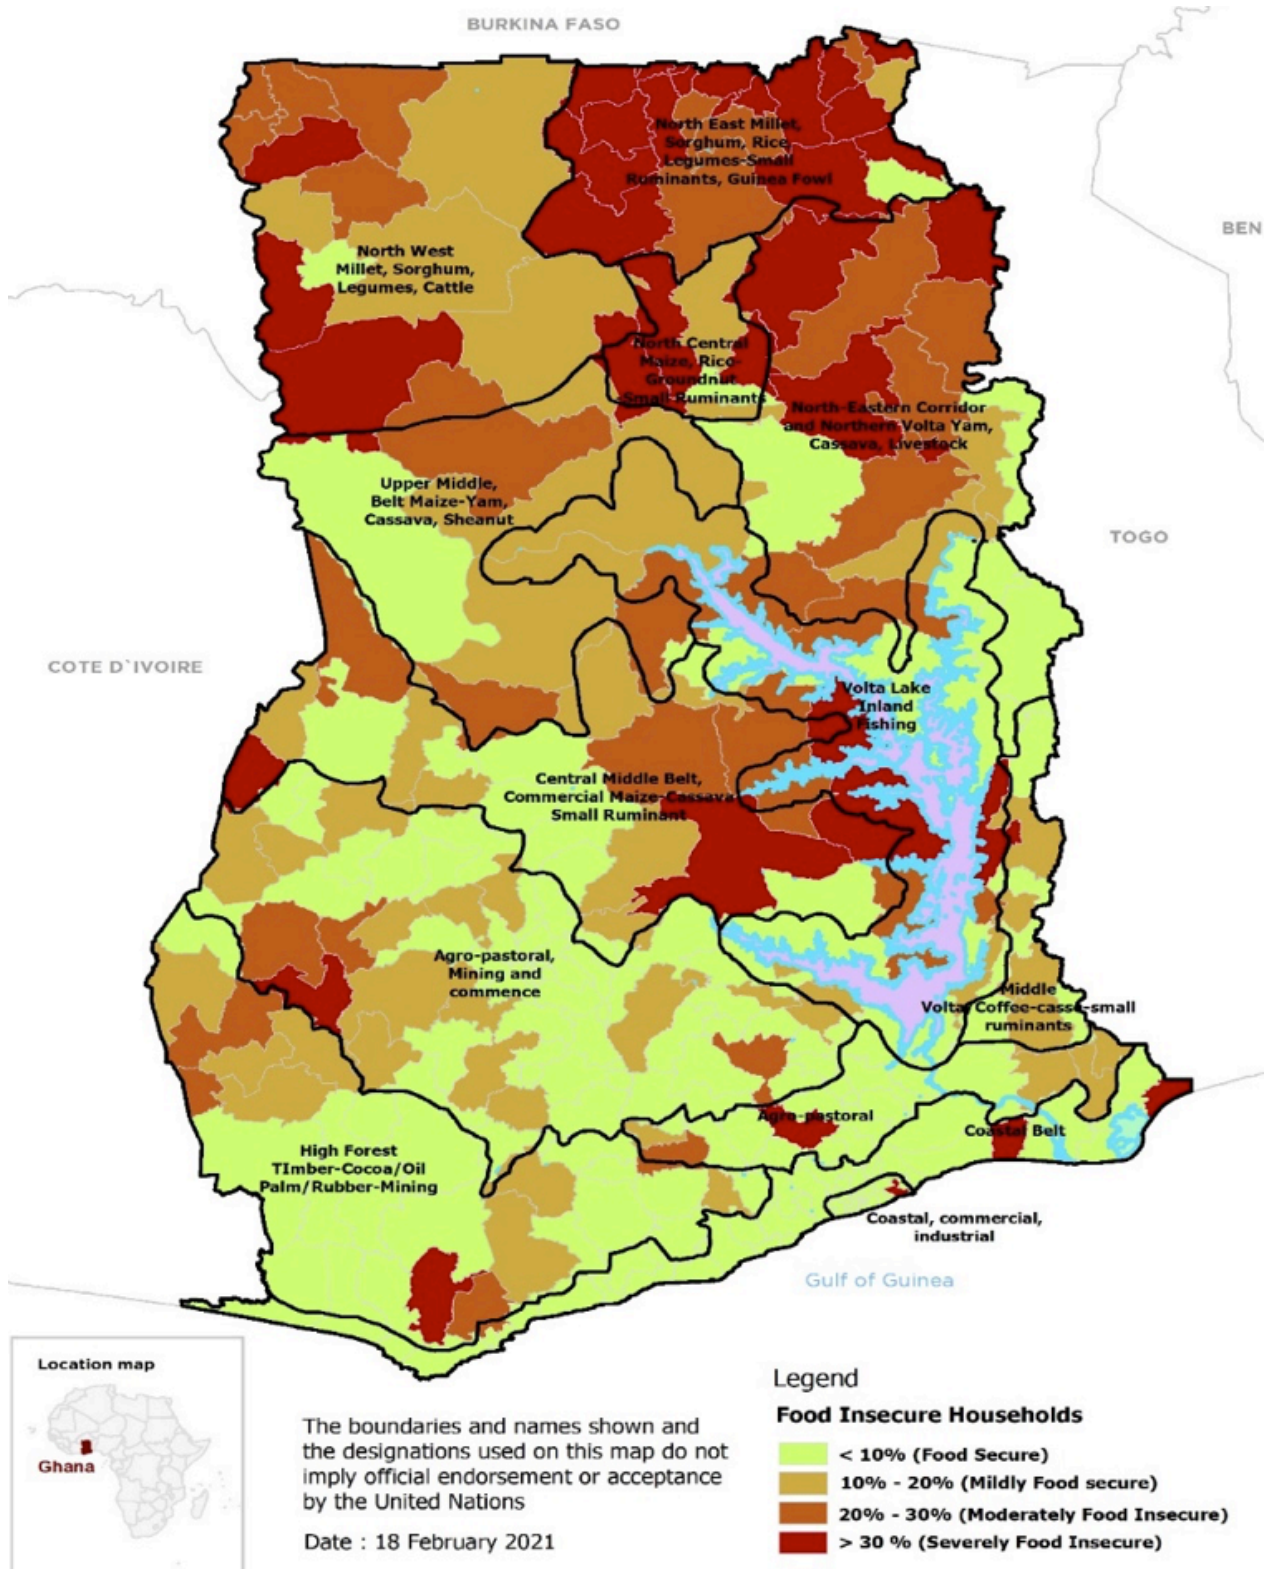 BURKINA FASO
North East Millet,
Sorghum, Rice,
Legumes-Small
Ruminants, Guinea Fowl
BEN
North West
Millet, Sorghum,
Legumes, Cattle
North Central
Maize, Rice-
Groundnut
-Small Ruminants
North-Eastern Corridor
and Northern Volta Yam,
Cassava, Livestock
Upper Middle,
Belt Maize-Yam,
Cassava, Sheanut
TOGO
COTE D`IVOIRE
Volta Lake
Inland
Fishing
Central Middle Belt,
Commercial Maize-Cassava
Small Ruminant
Agro-pastoral,
Mining and
commence
Middle
Volta, Coffee-casse-small
ruminants
Agro-pastoral
Coastal Belt
High Forest
TImber-Cocoa/Oil
Palm/Rubber-Mining
Coastal, commercial,
industrial
Gulf of Guinea
Location map
Ghana
The boundaries and names shown and
the designations used on this map do not
imply official endorsement or acceptance
by the United Nations
Date : 18 February 2021
Legend
Food Insecure Households
< 10% (Food Secure)
10% - 20% (Mildly Food secure)
20% - 30% (Moderately Food Insecure)
> 30 % (Severely Food Insecure)